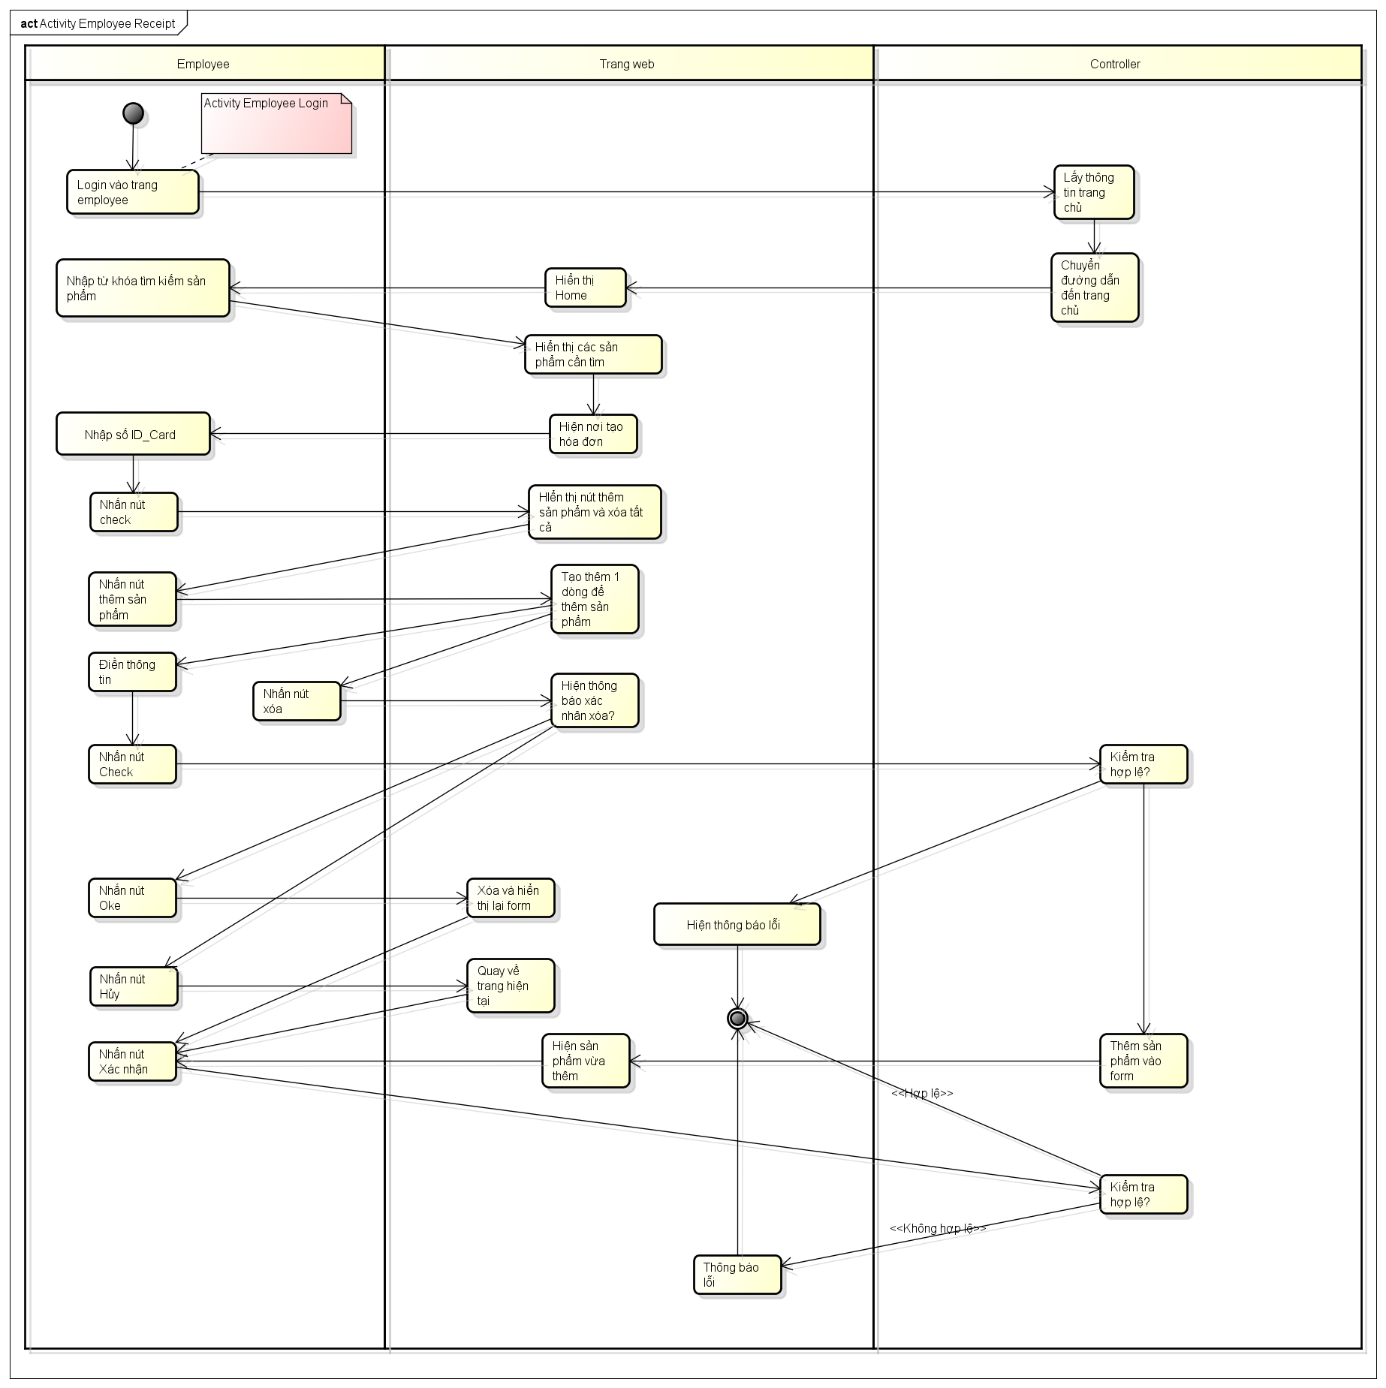 act Activity Employee Receipt
Employee
Trang web
Controller
Activity Employee Login
Login vào trang
employee
Lấy thông
tin trang
chủ
Nhập từ khóa tìm kiếm sản
phẩm
Hiển thị
Home
Chuyển
đường dẫn
đến trang
chủ
Hiển thị các sản
phẩm cần tìm
Nhập số ID_Card
Hiện nơi tạo
hóa đơn
Nhấn nút
check
HIển thị nút thêm
sản phẩm và xóa tất
cả
Nhấn nút
thêm sản
phẩm
Tạo thêm 1
dòng để
thêm sản
phẩm
Điền thông
tin
Nhấn nút
xóa
Hiện thông
báo xác
nhận xóa?
Nhấn nút
Check
Kiểm tra
hợp lệ?
Nhấn nút
Oke
Xóa và hiển
thị lại form
Hiện thông báo lỗi
Nhấn nút
Hủy
Quay về
trang hiện
tại
Nhấn nút
Xác nhận
Hiện sản
phẩm vừa
thêm
Thêm sản
phẩm vào
form
<<Hợp lệ>>
Kiểm tra
hợp lệ?
<<Không hợp lệ>>
Thông báo
lỗi